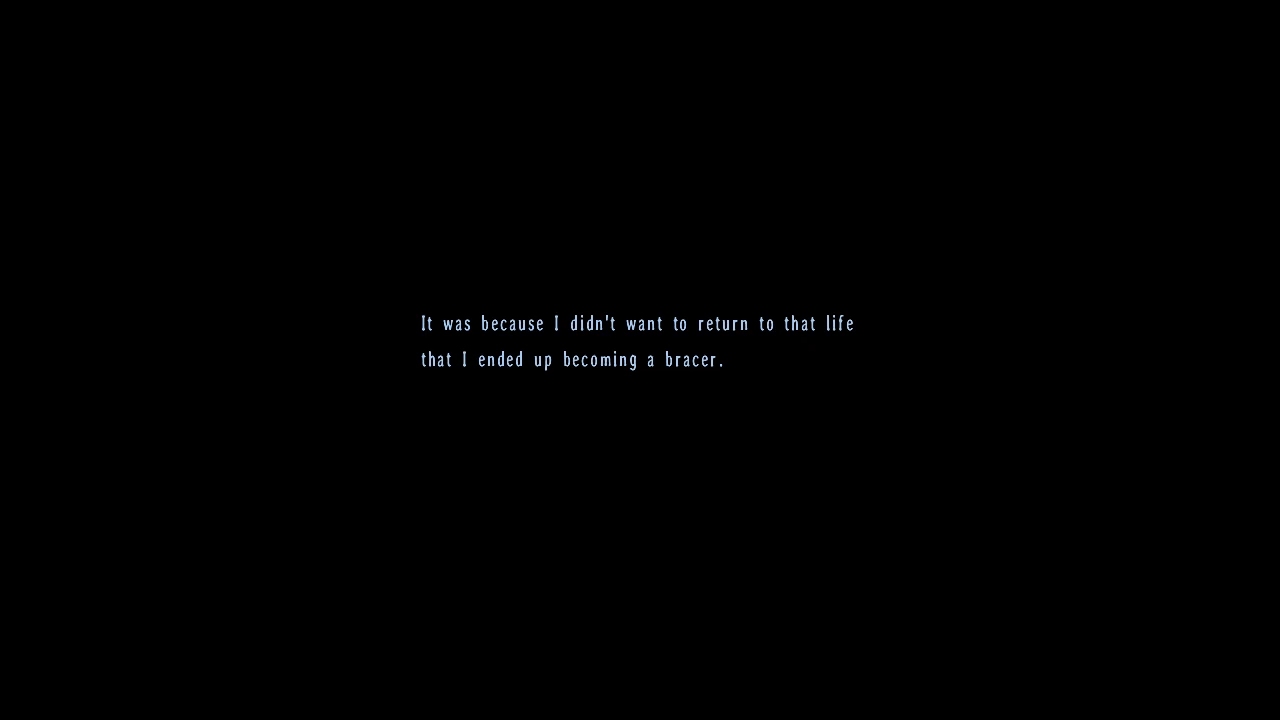 It was because I didn't want to return to that life
that I ended up becoming a bracer.